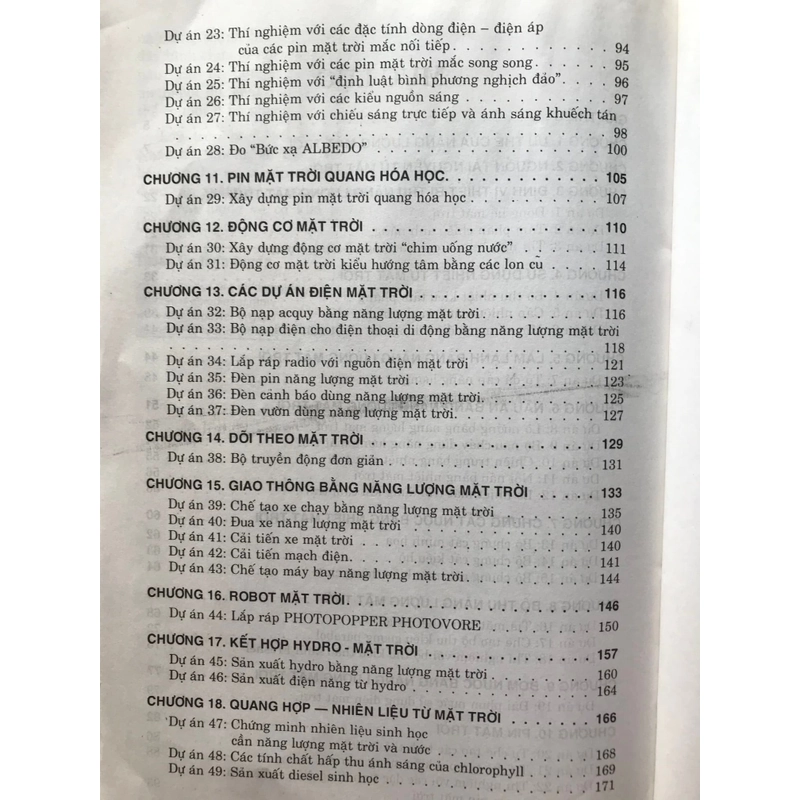 Dự án 23: Thí nghiệm với các đặc tính dòng điện – điện áp
của các pin mặt trời mắc nối tiếp. . . . . . . . . . . . . . . 94
Dự án 24: Thí nghiệm với các pin mặt trời mắc song song. . . . . . . 95
Dự án 25: Thí nghiệm với "định luật bình phương nghịch đảo". . . . . 96
Dự án 26: Thí nghiệm với các kiểu nguồn sáng . . . . . . . . . . . . 97
Dự án 27: Thí nghiệm với chiếu sáng trực tiếp và ánh sáng khuếch tán
. . . . . . . . . . . . . . . . . . . . . . . . . . . . . . 98
Dự án 28: Đo "Bức xạ ALBEDO" . . . . . . . . . . . . . . . . . . 100
CHƯƠNG 11. PIN MẶT TRỜI QUANG HÓA HỌC. . . . . . . . . . . . 105
Dự án 29: Xây dựng pin mặt trời quang hóa học . . . . . . . . . . . 107
CHƯƠNG 12. ĐỘNG CƠ MẶT TRỜI . . . . . . . . . . . . . . . . . 110
Dự án 30: Xây dựng động cơ mặt trời "chim uống nước" . . . . . . . 111
Dự án 31: Động cơ mặt trời kiểu hướng tâm bằng các lon cũ . . . . . 114
CHƯƠNG 13. CÁC DỰ ÁN ĐIỆN MẶT TRỜI . . . . . . . . . . . . . 116
Dự án 32: Bộ nạp acquy bằng năng lượng mặt trời. . . . . . . . . . 116
Dự án 33: Bộ nạp điện cho điện thoại di động bằng năng lượng mặt trời
. . . . . . . . . . . . . . . . . . . . . . . . . . . . . . 118
Dự án 34: Lắp ráp radio với nguồn điện mặt trời . . . . . . . . . . 121
Dự án 35: Đèn pin năng lượng mặt trời . . . . . . . . . . . . . . . 123
Dự án 36: Đèn cảnh báo dùng năng lượng mặt trời. . . . . . . . . . 125
Dự án 37: Đèn vườn dùng năng lượng mặt trời. . . . . . . . . . . . 127
CHƯƠNG 14. DÕI THEO MẶT TRỜI . . . . . . . . . . . . . . . . . 129
Dự án 38: Bộ truyền động đơn giản . . . . . . . . . . . . . . . . . 131
CHƯƠNG 15. GIAO THÔNG BẰNG NĂNG LƯỢNG MẶT TRỜI . . . . . 133
Dự án 39: Chế tạo xe chạy bằng năng lượng mặt trời . . . . . . . . 135
Dự án 40: Đua xe năng lượng mặt trời . . . . . . . . . . . . . . . . 140
Dự án 41: Cải tiến xe mặt trời . . . . . . . . . . . . . . . . . . . 140
Dự án 42: Cải tiến mạch điện. . . . . . . . . . . . . . . . . . . . 141
Dự án 43: Chế tạo máy bay năng lượng mặt trời. . . . . . . . . . . 144
CHƯƠNG 16. ROBOT MẶT TRỜI. . . . . . . . . . . . . . . . . . . 146
Dự án 44: Lắp ráp PHOTOPOPPER PHOTOVORE . . . . . . . . . . 150
CHƯƠNG 17. KẾT HỢP HYDRO - MẶT TRỜI . . . . . . . . . . . . . 157
Dự án 45: Sản xuất hydro bằng năng lượng mặt trời . . . . . . . . . 160
Dự án 46: Sản xuất điện năng từ hydro . . . . . . . . . . . . . . . 164
CHƯƠNG 18. QUANG HỢP — NHIÊN LIỆU TỪ MẶT TRỜI . . . . . . 166
Dự án 47: Chứng minh nhiên liệu sinh học
cần năng lượng mặt trời và nước . . . . . . . . . . . . . . . 168
Dự án 48: Các tính chất hấp thu ánh sáng của chlorophyll . . . . . . 169
Dự án 49: Sản xuất diesel sinh học . . . . . . . . . . . . . . . . . 171